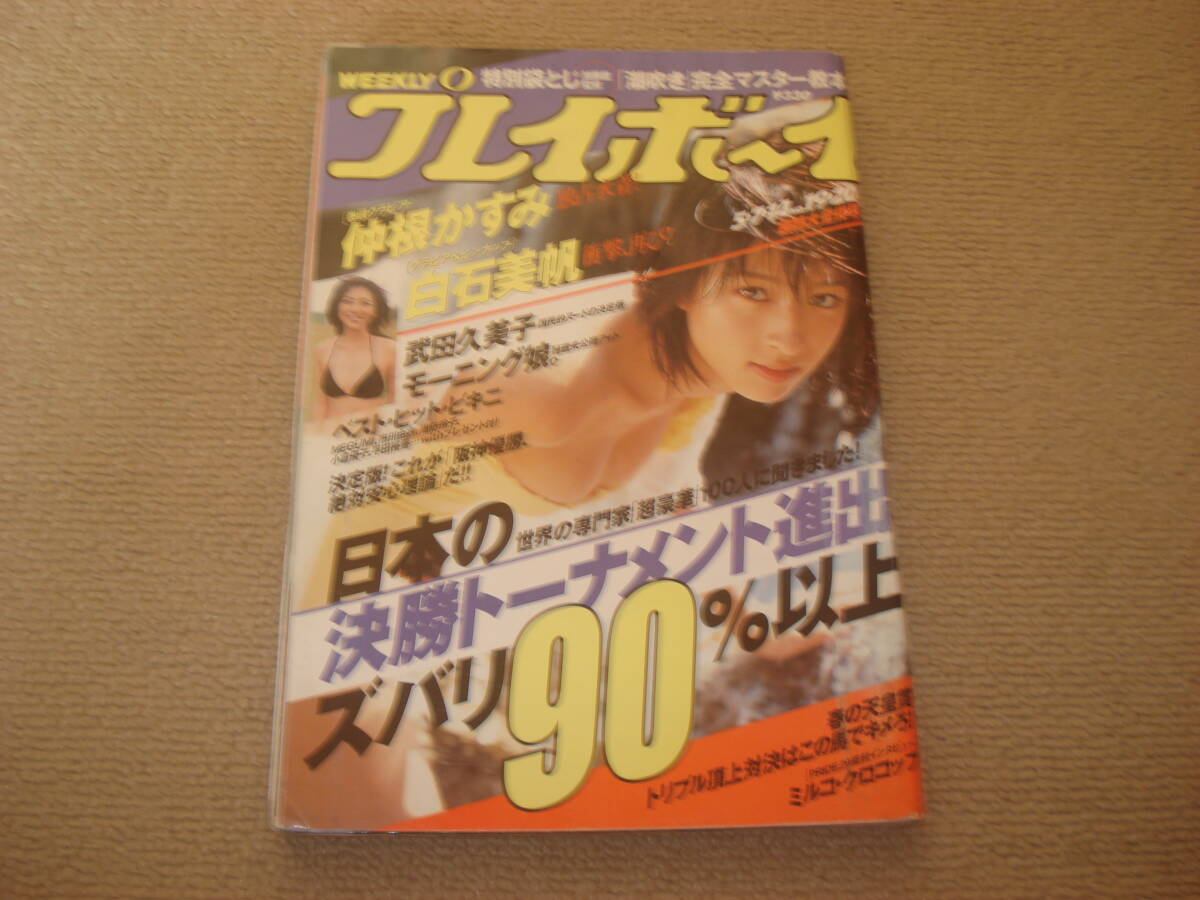 WEEKLY 特別袋とじ 「潮吹き」完全マスター教本
¥330
プレイボーイ
仲根かすみ
白石美帆 衝撃、再び!
武田久美子
モーニング娘。
ベスト・ヒット・ビキニ
決定版!これが「阪神優勝、
絶対安心理論」だ!!
世界の専門家「超豪華」100人に聞きました!
日本の
決勝トーナメント進出
ズバリ90%以上
春の天皇賞
トリプル頂上対決はこの馬でキメろ!
ミルコ・クロコップ